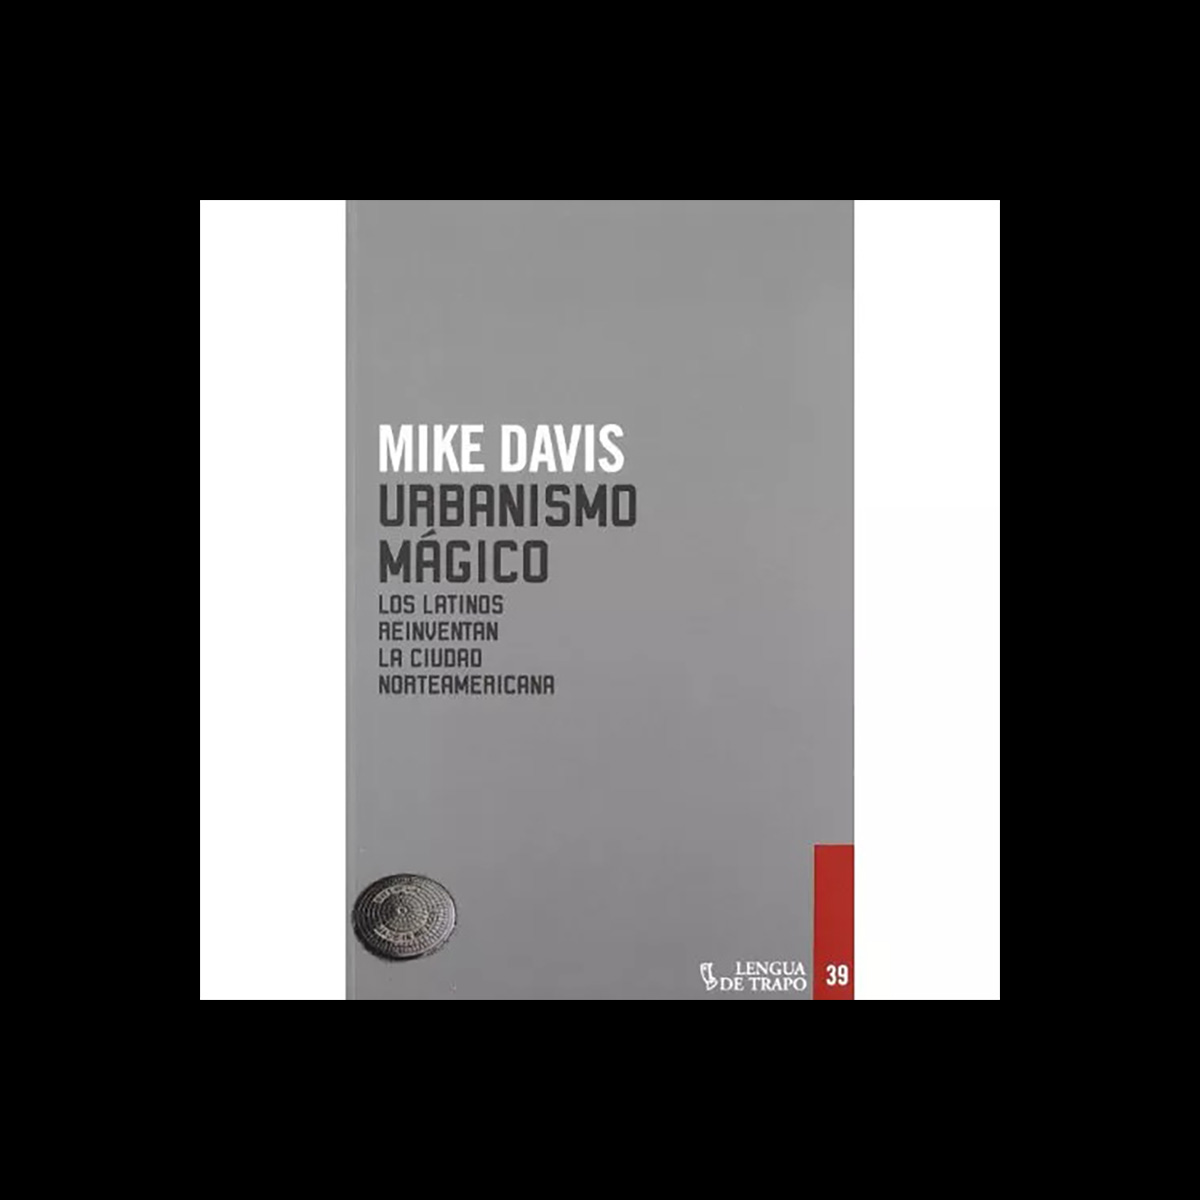 MIKE DAVIS
URBANISMO
MÁGICO
LOS LATINOS
REINVENTAN
LA CIUDAD
NORTEAMERICANA
LENGUA
DE TRAPO
39